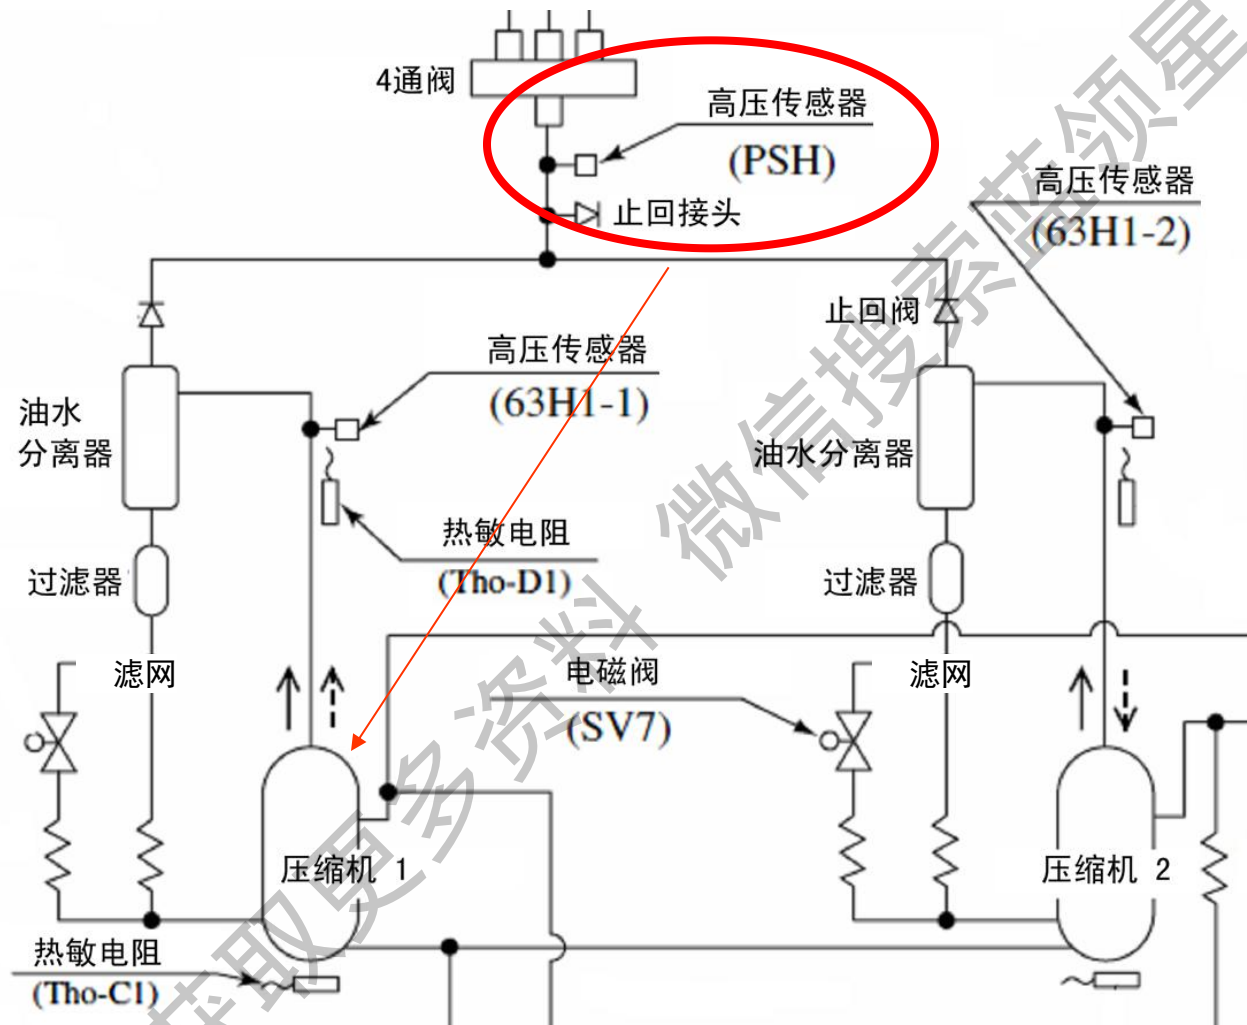 4通阀
高压传感器
(PSH)
止回接头
高压传感器
(63H1-2)
止回阀
高压传感器
(63H1-1)
油水
分离器
油水分离器
热敏电阻
(Tho-D1)
过滤器
过滤器
滤网
电磁阀
(SV7)
滤网
压缩机 1
压缩机 2
热敏电阻
(Tho-C1)
获取更多资料 微信搜索蓝领星